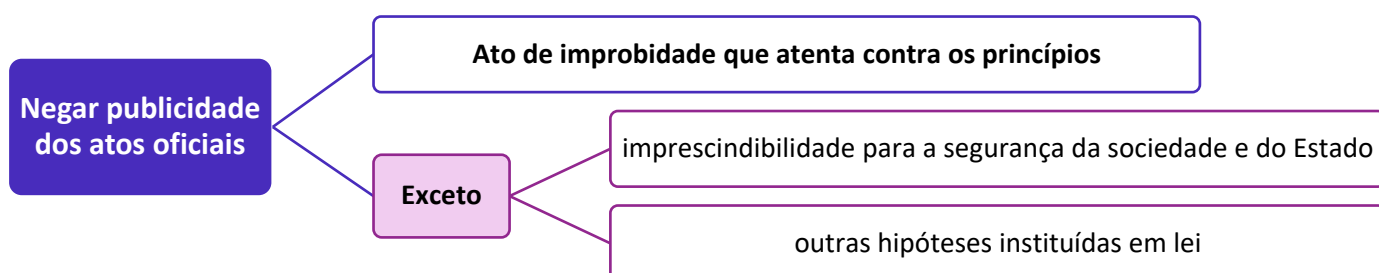 Negar publicidade
dos atos oficiais
Ato de improbidade que atenta contra os princípios
Exceto
imprescindibilidade para a segurança da sociedade e do Estado
outras hipóteses instituídas em lei